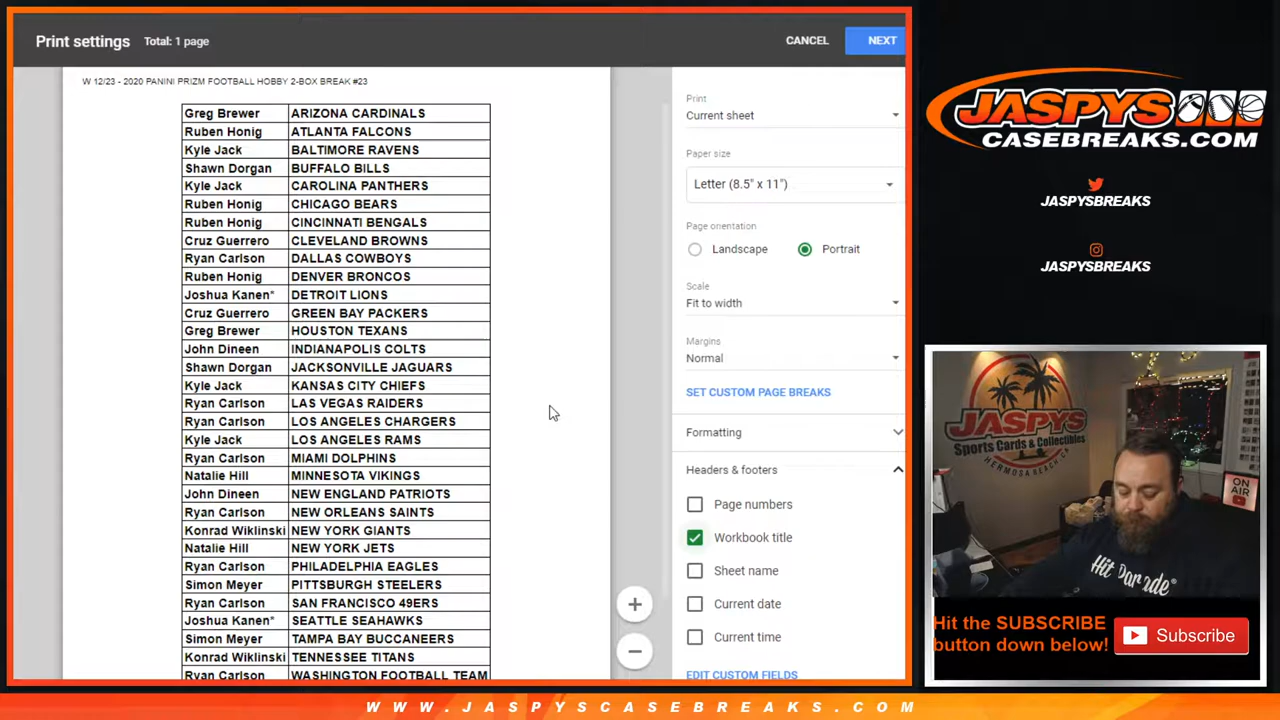 Print settings Total: 1 page CANCEL NEXT
W 12/23 - 2020 PANINI PRIZM FOOTBALL HOBBY 2-BOX BREAK #23
Greg Brewer ARIZONA CARDINALS
Ruben Honig ATLANTA FALCONS
Kyle Jack BALTIMORE RAVENS
Shawn Dorgan BUFFALO BILLS
Kyle Jack CAROLINA PANTHERS
Ruben Honig CHICAGO BEARS
Ruben Honig CINCINNATI BENGALS
Cruz Guerrero CLEVELAND BROWNS
Ryan Carlson DALLAS COWBOYS
Ruben Honig DENVER BRONCOS
Joshua Kanen* DETROIT LIONS
Cruz Guerrero GREEN BAY PACKERS
Greg Brewer HOUSTON TEXANS
John Dineen INDIANAPOLIS COLTS
Shawn Dorgan JACKSONVILLE JAGUARS
Kyle Jack KANSAS CITY CHIEFS
Ryan Carlson LAS VEGAS RAIDERS
Ryan Carlson LOS ANGELES CHARGERS
Kyle Jack LOS ANGELES RAMS
Ryan Carlson MIAMI DOLPHINS
Natalie Hill MINNESOTA VIKINGS
John Dineen NEW ENGLAND PATRIOTS
Ryan Carlson NEW ORLEANS SAINTS
Konrad Wiklinski NEW YORK GIANTS
Natalie Hill NEW YORK JETS
Ryan Carlson PHILADELPHIA EAGLES
Simon Meyer PITTSBURGH STEELERS
Ryan Carlson SAN FRANCISCO 49ERS
Joshua Kanen* SEATTLE SEAHAWKS
Simon Meyer TAMPA BAY BUCCANEERS
Konrad Wiklinski TENNESSEE TITANS
Ryan Carlson WASHINGTON FOOTBALL TEAM
Print
Current sheet
Paper size
Letter (8.5" x 11")
Page orientation
Landscape Portrait
Scale
Fit to width
Margins
Normal
SET CUSTOM PAGE BREAKS
Formatting
Headers & footers
Page numbers
Workbook title
Sheet name
Current date
Current time
EDIT CUSTOM FIELDS
JASPYS
CASEBREAKS.COM
JASPYSBREAKS
JASPYSBREAKS
JASPYS
Sports Cards & Collectibles
HERMOSA BEACH, CA
ON
AIR
Hit Parade
Hit the SUBSCRIBE
button down below!
Subscribe
WWW.JASPYSCASEBREAKS.COM